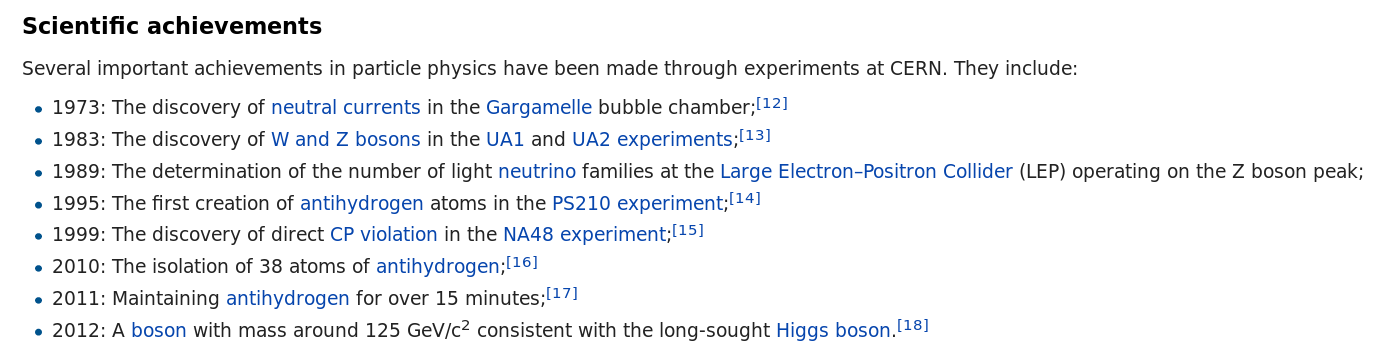 Scientific achievements
Several important achievements in particle physics have been made through experiments at CERN. They include:
• 1973: The discovery of neutral currents in the Gargamelle bubble chamber;[12]
• 1983: The discovery of W and Z bosons in the UA1 and UA2 experiments;[13]
• 1989: The determination of the number of light neutrino families at the Large Electron–Positron Collider (LEP) operating on the Z boson peak;
• 1995: The first creation of antihydrogen atoms in the PS210 experiment;[14]
• 1999: The discovery of direct CP violation in the NA48 experiment;[15]
• 2010: The isolation of 38 atoms of antihydrogen;[16]
• 2011: Maintaining antihydrogen for over 15 minutes;[17]
• 2012: A boson with mass around 125 GeV/c² consistent with the long-sought Higgs boson.[18]